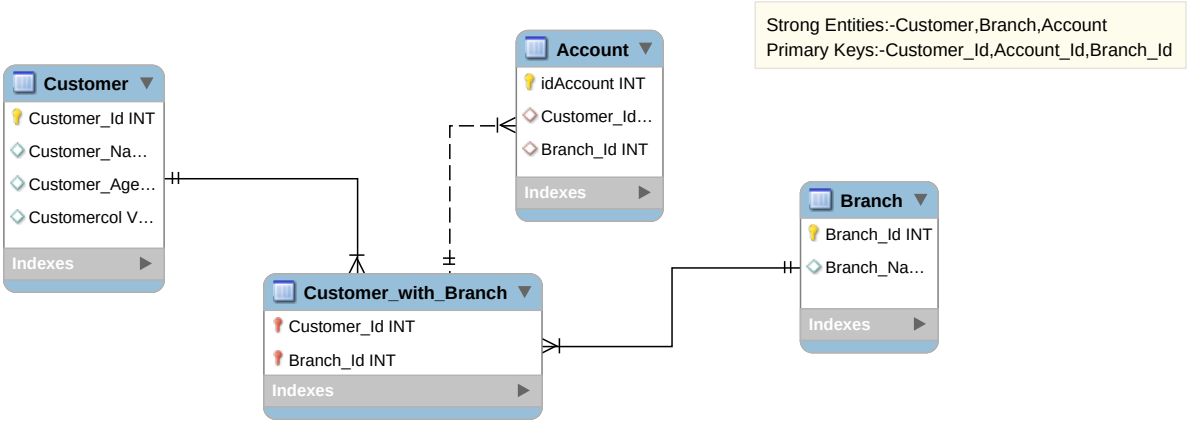 Strong Entities:-Customer,Branch,Account
Primary Keys:-Customer_Id,Account_Id,Branch_Id
Account
idAccount INT
Customer_Id...
Branch_Id INT
Indexes
Customer
Customer_Id INT
Customer_Na...
Customer_Age...
Customercol V...
Indexes
Branch
Branch_Id INT
Branch_Na...
Indexes
Customer_with_Branch
Customer_Id INT
Branch_Id INT
Indexes